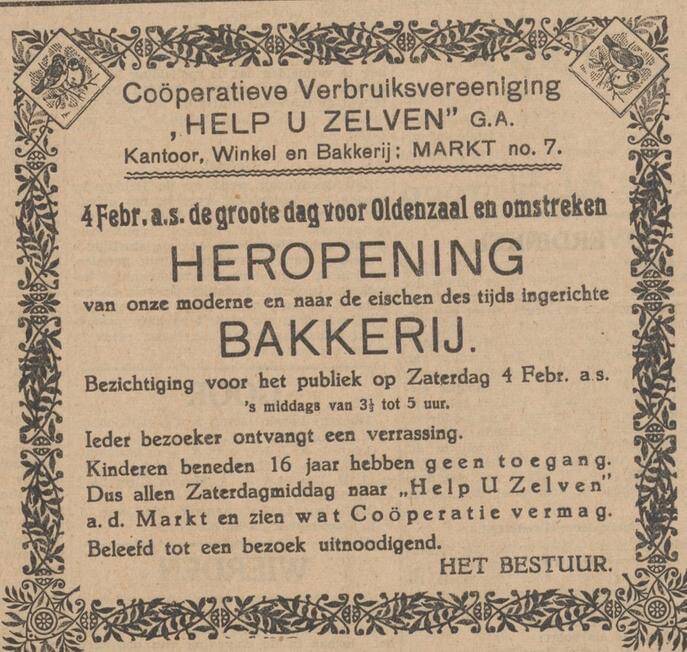 Coöperatieve Verbruiksvereeniging
„HELP U ZELVEN” G.A.
Kantoor, Winkel en Bakkerij: MARKT no. 7.
4 Febr. a.s. de groote dag voor Oldenzaal en omstreken
HEROPENING
van onze moderne en naar de eischen des tijds ingerichte
BAKKERIJ.
Bezichtiging voor het publiek op Zaterdag 4 Febr. a.s.
's middags van 3½ tot 5 uur.
Ieder bezoeker ontvangt een verrassing.
Kinderen beneden 16 jaar hebben geen toegang.
Dus allen Zaterdagmiddag naar „Help U Zelven”
a.d. Markt en zien wat Coöperatie vermag.
Beleefd tot een bezoek uitnoodigend.
HET BESTUUR.